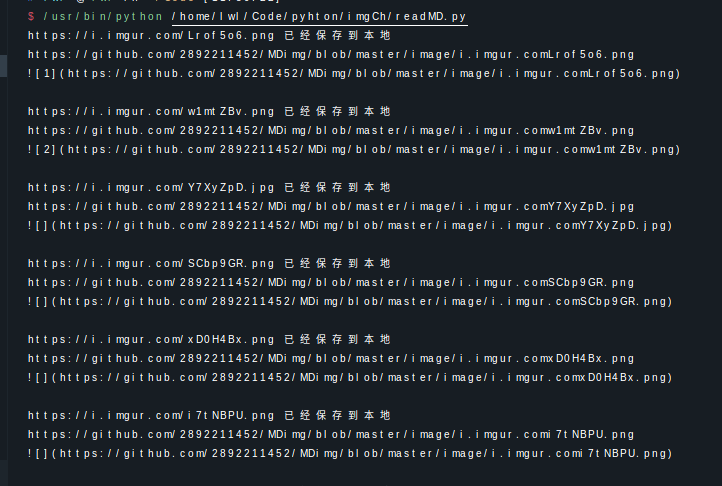 $ /usr/bin/python /home/lwl/Code/pyhton/imgCh/readMD.py
https://i.imgur.com/Lrof5o6.png 已经保存到本地
https://github.com/2892211452/MDimg/blob/master/image/i.imgur.comLrof5o6.png
![1](https://github.com/2892211452/MDimg/blob/master/image/i.imgur.comLrof5o6.png)
https://i.imgur.com/w1mtZBv.png 已经保存到本地
https://github.com/2892211452/MDimg/blob/master/image/i.imgur.comw1mtZBv.png
![2](https://github.com/2892211452/MDimg/blob/master/image/i.imgur.comw1mtZBv.png)
https://i.imgur.com/Y7XyZpD.jpg 已经保存到本地
https://github.com/2892211452/MDimg/blob/master/image/i.imgur.comY7XyZpD.jpg
![](https://github.com/2892211452/MDimg/blob/master/image/i.imgur.comY7XyZpD.jpg)
https://i.imgur.com/SCbp9GR.png 已经保存到本地
https://github.com/2892211452/MDimg/blob/master/image/i.imgur.comSCbp9GR.png
![](https://github.com/2892211452/MDimg/blob/master/image/i.imgur.comSCbp9GR.png)
https://i.imgur.com/xD0H4Bx.png 已经保存到本地
https://github.com/2892211452/MDimg/blob/master/image/i.imgur.comxD0H4Bx.png
![](https://github.com/2892211452/MDimg/blob/master/image/i.imgur.comxD0H4Bx.png)
https://i.imgur.com/i7tNBPU.png 已经保存到本地
https://github.com/2892211452/MDimg/blob/master/image/i.imgur.comi7tNBPU.png
![](https://github.com/2892211452/MDimg/blob/master/image/i.imgur.comi7tNBPU.png)